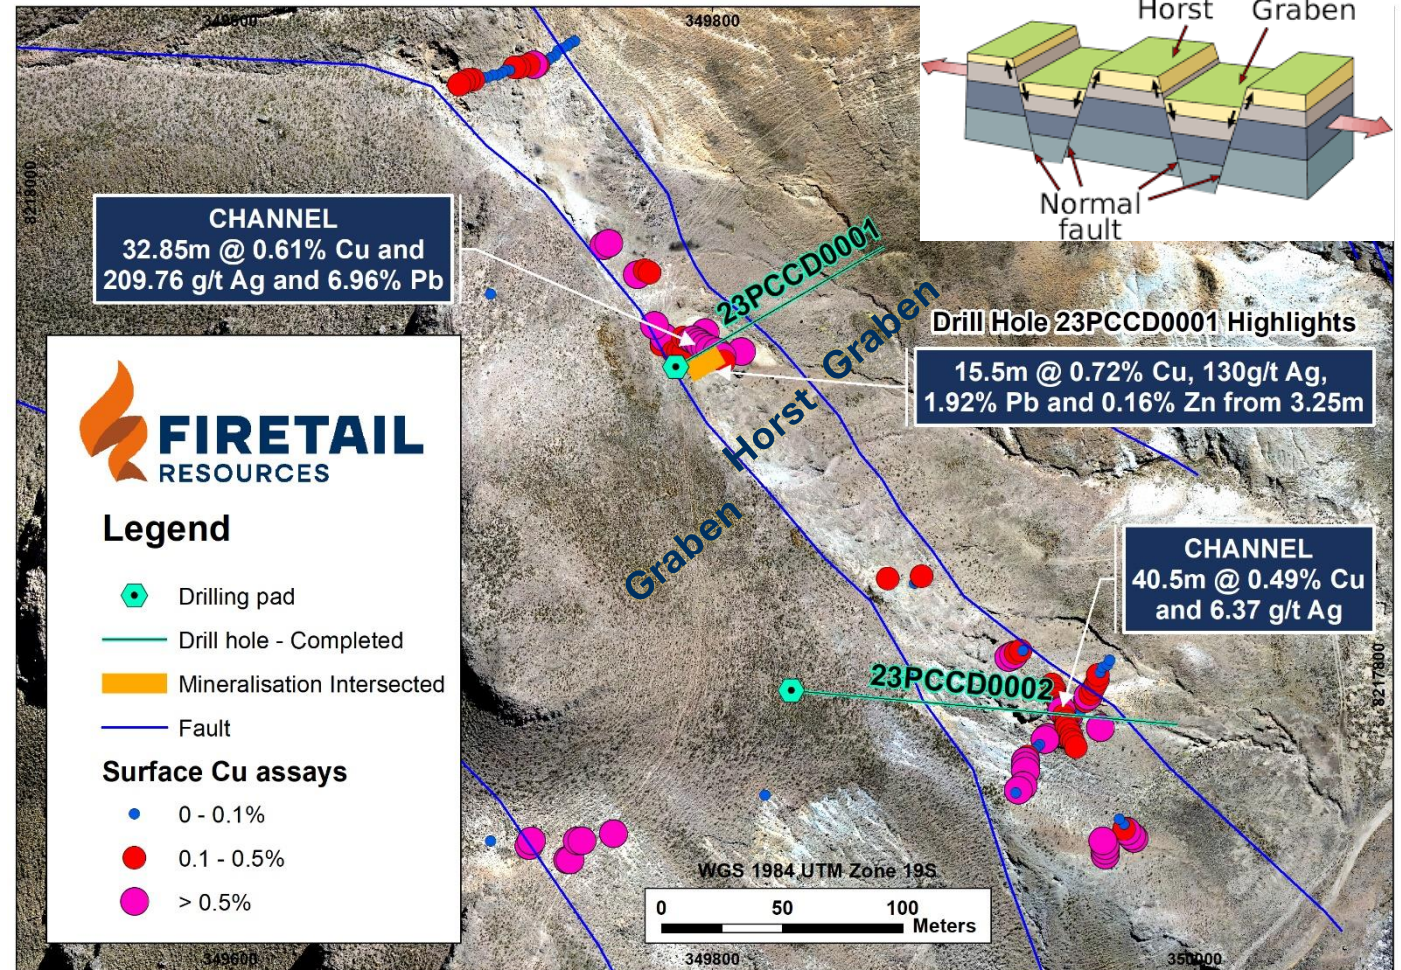 349600
349800
Horst
Graben
Normal
fault
8218000
CHANNEL
32.85m @ 0.61% Cu and
209.76 g/t Ag and 6.96% Pb
23PCCD0001
Graben Horst Graben
Drill Hole 23PCCD0001 Highlights
15.5m @ 0.72% Cu, 130g/t Ag,
1.92% Pb and 0.16% Zn from 3.25m
FIRETAIL
RESOURCES
Legend
Drilling pad
Drill hole - Completed
Mineralisation Intersected
Fault
Surface Cu assays
0 - 0.1%
0.1 - 0.5%
> 0.5%
CHANNEL
40.5m @ 0.49% Cu
and 6.37 g/t Ag
23PCCD0002
8217800
WGS 1984 UTM Zone 19S
0 50 100
Meters
349600
349800
350000